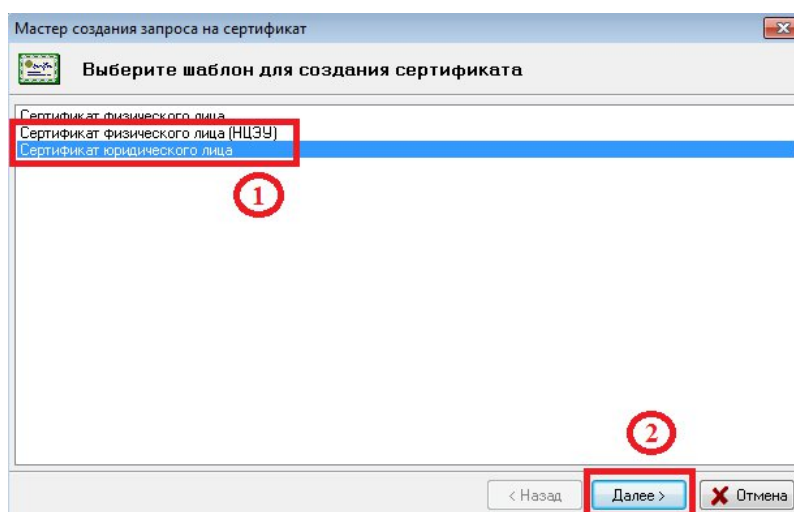 Мастер создания запроса на сертификат
Выберите шаблон для создания сертификата
Сертификат физического лица
Сертификат физического лица (НЦЭУ)
Сертификат юридического лица
1
2
< Назад Далее > Отмена